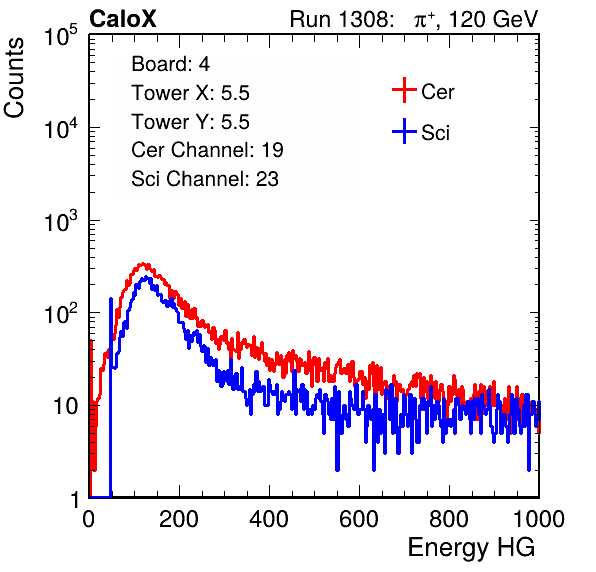 CaloX Run 1308: π⁺, 120 GeV
Counts
Board: 4
Tower X: 5.5
Tower Y: 5.5
Cer Channel: 19
Sci Channel: 23
Cer
Sci
10⁵
10⁴
10³
10²
10
1
0 200 400 600 800 1000
Energy HG